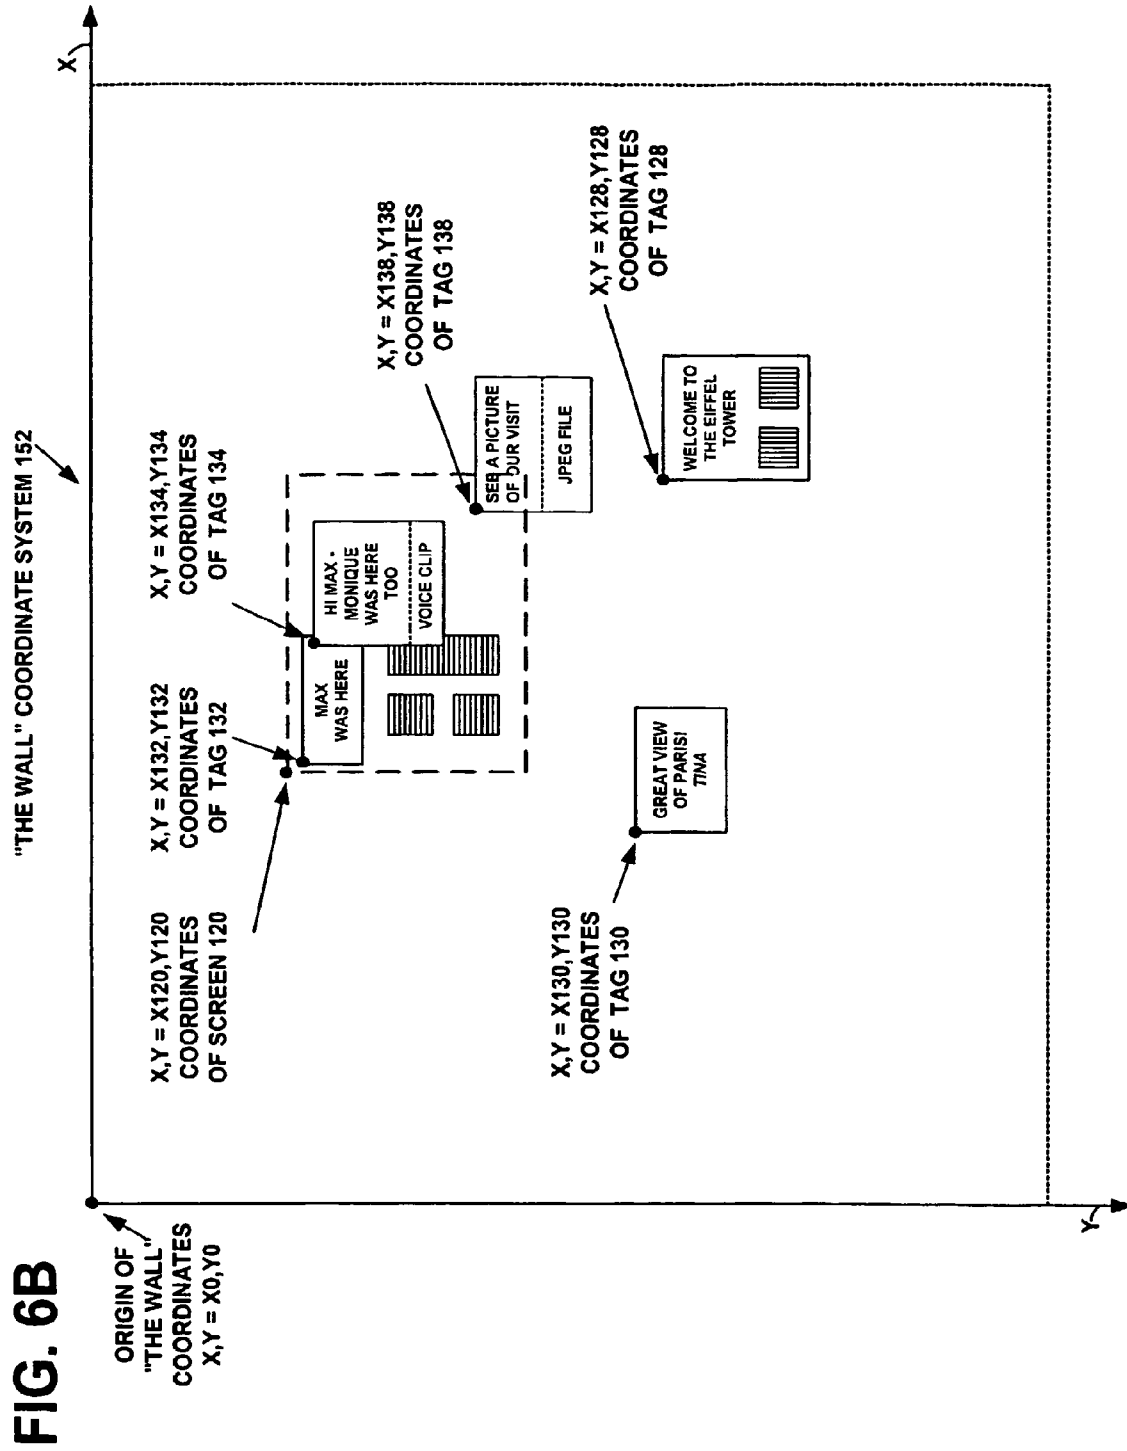 FIG. 6B
"THE WALL" COORDINATE SYSTEM 152
ORIGIN OF
"THE WALL"
COORDINATES
X,Y = X0,Y0
X
Y
X,Y = X120,Y120
COORDINATES
OF SCREEN 120
X,Y = X132,Y132
COORDINATES
OF TAG 132
X,Y = X134,Y134
COORDINATES
OF TAG 134
X,Y = X138,Y138
COORDINATES
OF TAG 138
X,Y = X128,Y128
COORDINATES
OF TAG 128
X,Y = X130,Y130
COORDINATES
OF TAG 130
MAX
WAS HERE
HI MAX -
MONIQUE
WAS HERE
TOO
VOICE CLIP
SEE A PICTURE
OF OUR VISIT
JPEG FILE
GREAT VIEW
OF PARIS!
TINA
WELCOME TO
THE EIFFEL
TOWER